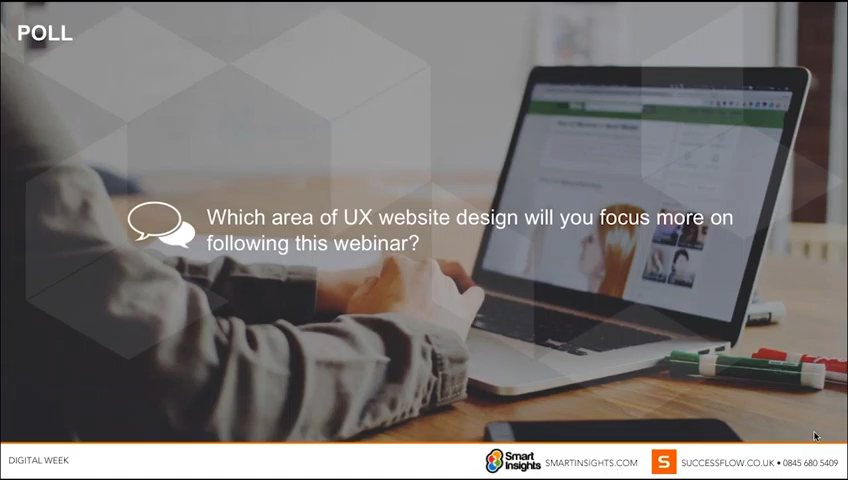 POLL
Which area of UX website design will you focus more on
following this webinar?
DIGITAL WEEK
Smart
Insights
SMARTINSIGHTS.COM
S
SUCCESSFLOW.CO.UK • 0845 680 5409